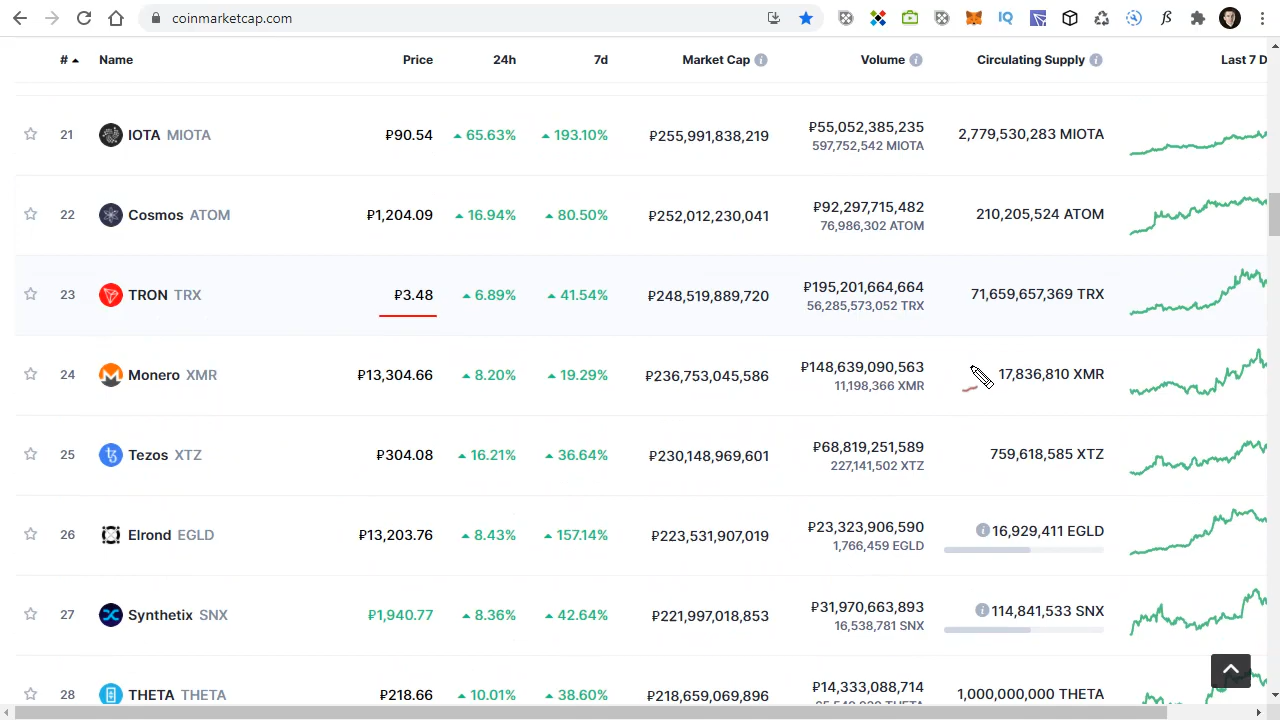 coinmarketcap.com
# Name Price 24h 7d Market Cap Volume Circulating Supply Last 7 D
21 IOTA MIOTA ₽90.54 65.63% 193.10% ₽255,991,838,219 ₽55,052,385,235 2,779,530,283 MIOTA
597,752,542 MIOTA
22 Cosmos ATOM ₽1,204.09 16.94% 80.50% ₽252,012,230,041 ₽92,297,715,482 210,205,524 ATOM
76,986,302 ATOM
23 TRON TRX ₽3.48 6.89% 41.54% ₽248,519,889,720 ₽195,201,664,664 71,659,657,369 TRX
56,285,573,052 TRX
24 Monero XMR ₽13,304.66 8.20% 19.29% ₽236,753,045,586 ₽148,639,090,563 17,836,810 XMR
11,198,366 XMR
25 Tezos XTZ ₽304.08 16.21% 36.64% ₽230,148,969,601 ₽68,819,251,589 759,618,585 XTZ
227,141,502 XTZ
26 Elrond EGLD ₽13,203.76 8.43% 157.14% ₽223,531,907,019 ₽23,323,906,590 16,929,411 EGLD
1,766,459 EGLD
27 Synthetix SNX ₽1,940.77 8.36% 42.64% ₽221,997,018,853 ₽31,970,663,893 114,841,533 SNX
16,538,781 SNX
28 THETA THETA ₽218.66 10.01% 38.60% ₽218,659,069,896 ₽14,333,088,714 1,000,000,000 THETA